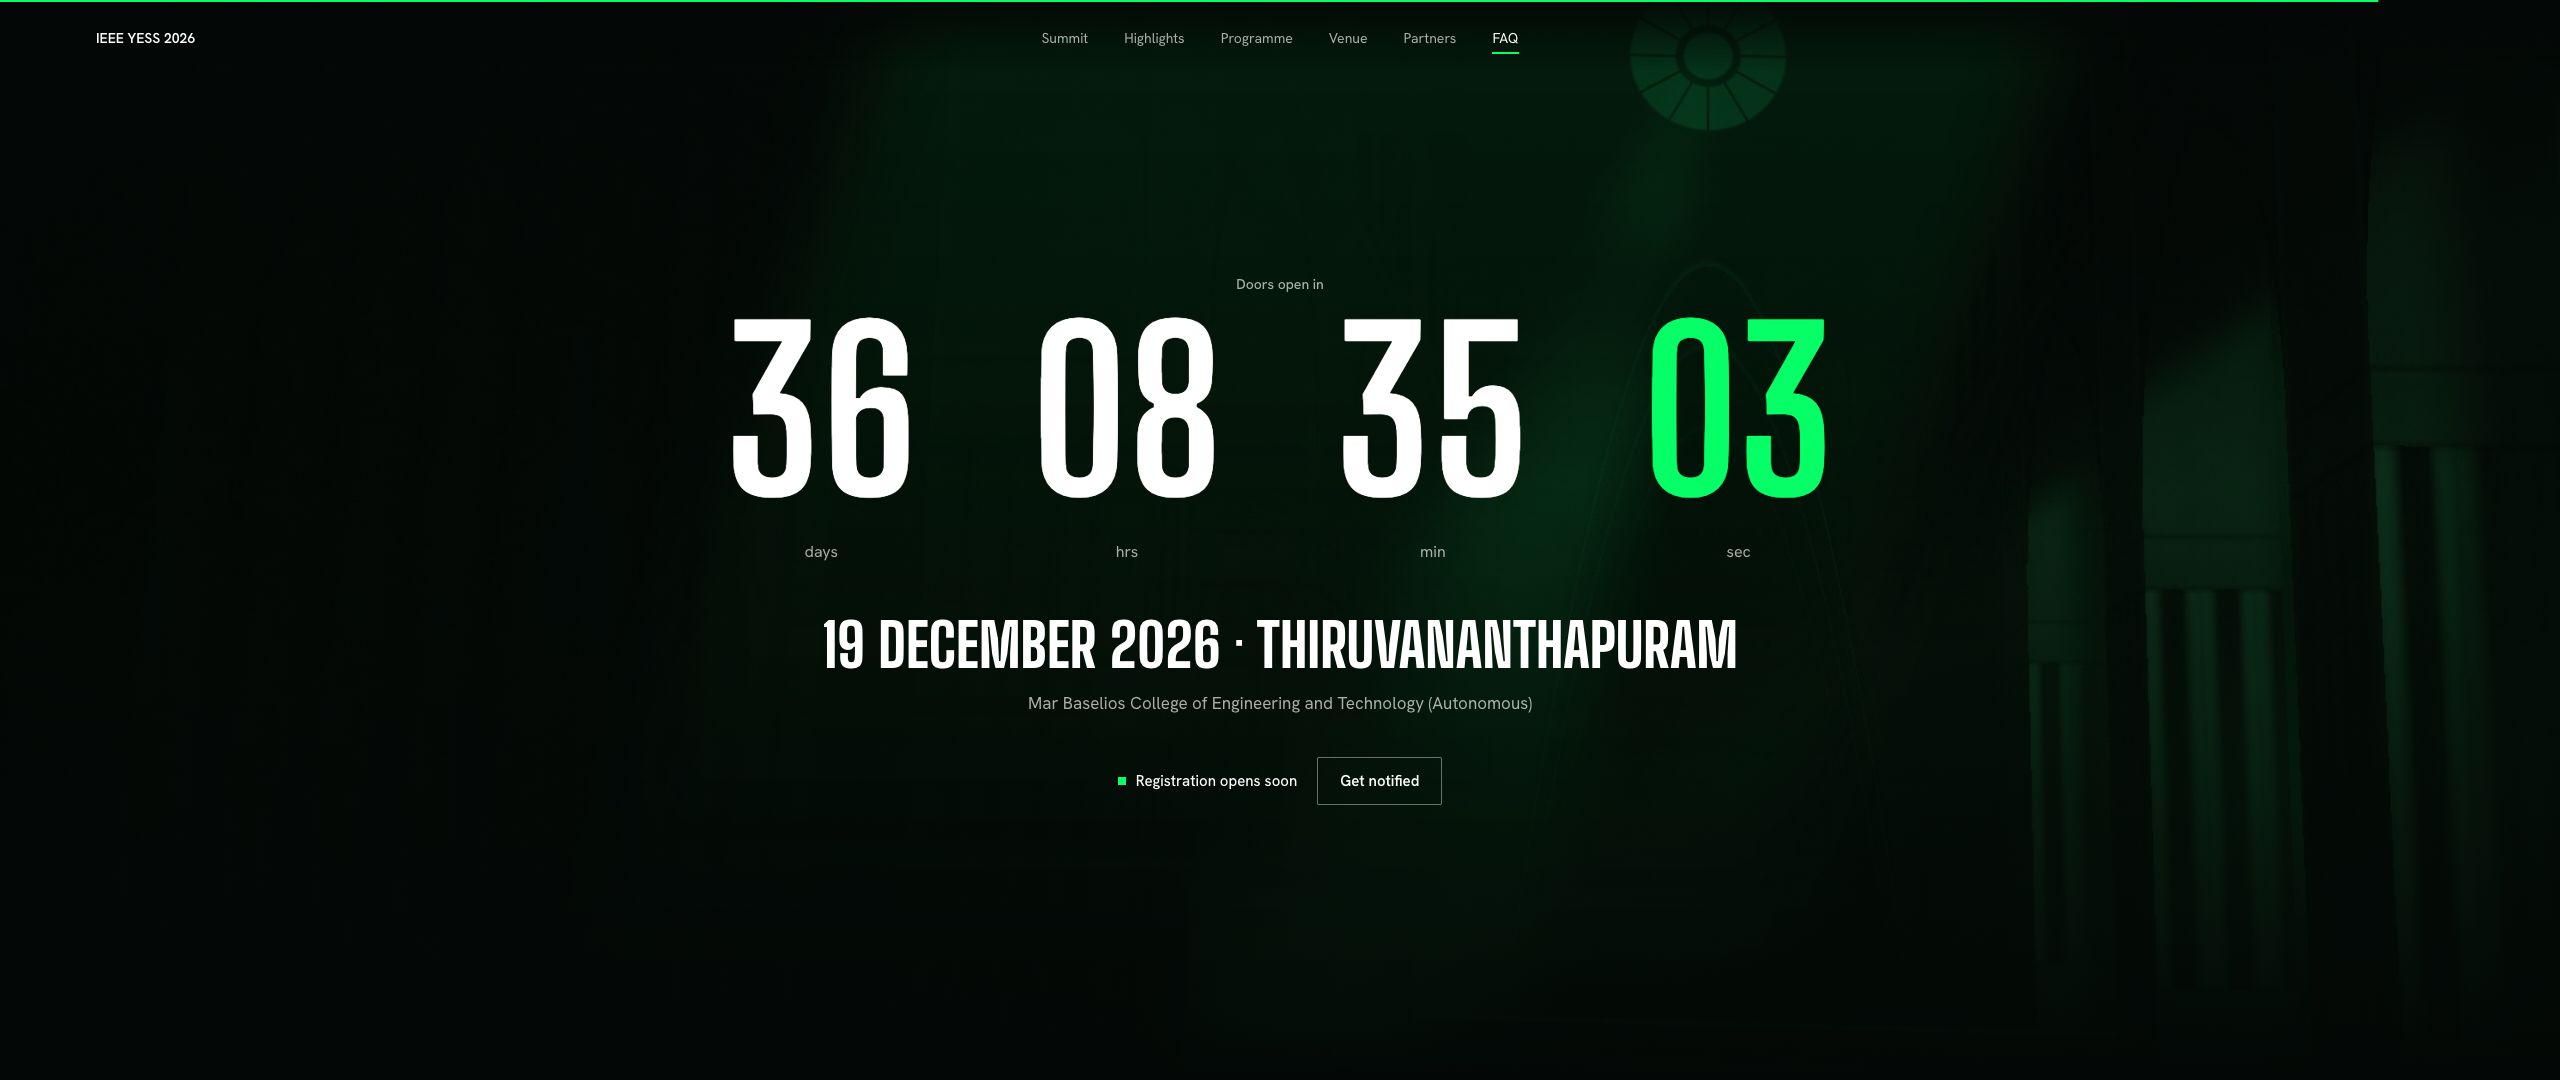 IEEE YESS 2026
Summit Highlights Programme Venue Partners FAQ
Doors open in
36 08 35 03
days hrs min sec
19 DECEMBER 2026 · THIRUVANANTHAPURAM
Mar Baselios College of Engineering and Technology (Autonomous)
Registration opens soon Get notified